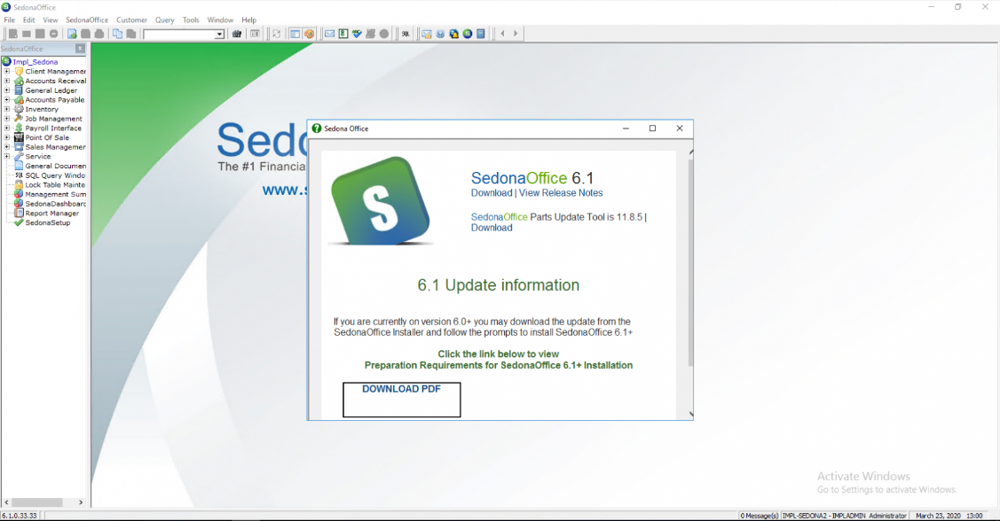 SedonaOffice
File Edit View SedonaOffice Customer Query Tools Window Help
SQL
SedonaOffice
Impl_Sedona
Client Managemer
Accounts Receival
General Ledger
Accounts Payable
Inventory
Job Management
Payroll Interface
Point Of Sale
Sales Managemer
Service
General Documen
SQL Query Windo
Lock Table Mainte
Management Sum
SedonaDashboard
Report Manager
SedonaSetup
Sedo
The #1 Financia
www.s
Sedona Office
S
SedonaOffice 6.1
Download | View Release Notes
SedonaOffice Parts Update Tool is 11.8.5 |
Download
6.1 Update information
If you are currently on version 6.0+ you may download the update from the
SedonaOffice Installer and follow the prompts to install SedonaOffice 6.1+
Click the link below to view
Preparation Requirements for SedonaOffice 6.1+ Installation
DOWNLOAD PDF
Activate Windows
Go to Settings to activate Windows.
6.1.0.33.33
0 Message(s) IMPL-SEDONA2 - IMPLADMIN Administrator March 23, 2020 13:00